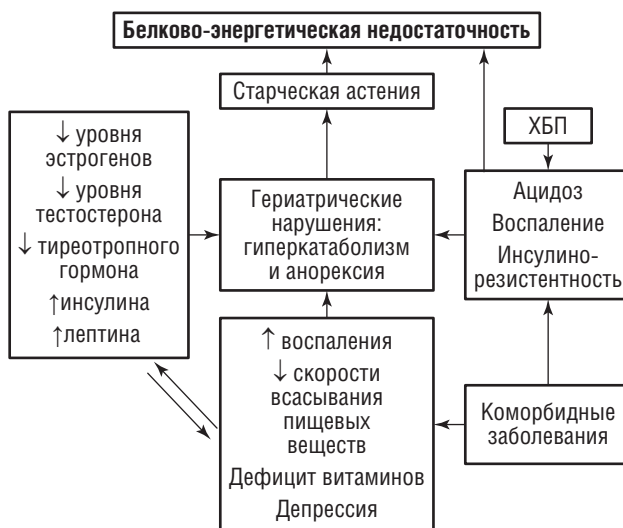 Белково-энергетическая недостаточность
Старческая астения
↓ уровня
эстрогенов
↓ уровня
тестостерона
↓ тиреотропного
гормона
↑инсулина
↑лептина
Гериатрические
нарушения:
гиперкатаболизм
и анорексия
ХБП
Ацидоз
Воспаление
Инсулино-
резистентность
↑ воспаления
↓ скорости
всасывания
пищевых
веществ
Дефицит витаминов
Депрессия
Коморбидные
заболевания